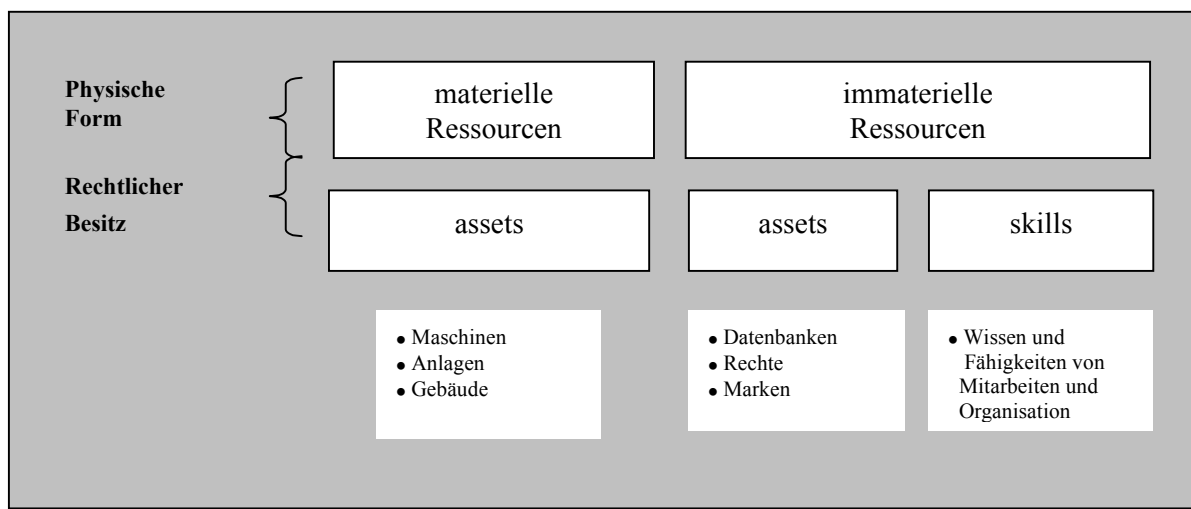 Physische
Form
materielle
Ressourcen
immaterielle
Ressourcen
Rechtlicher
Besitz
assets
assets
skills
• Maschinen
• Anlagen
• Gebäude
• Datenbanken
• Rechte
• Marken
• Wissen und
Fähigkeiten von
Mitarbeiten und
Organisation